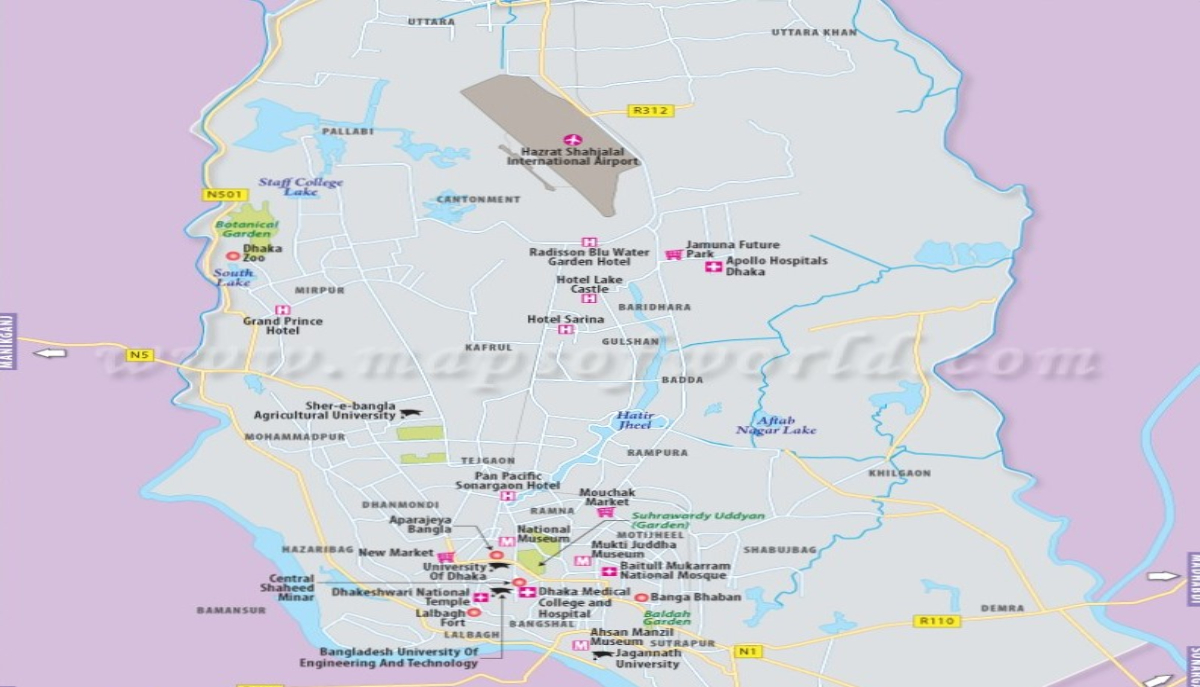 UTTARA
UTTARA KHAN
R312
PALLABI
Hazrat Shahjalal
International Airport
Staff College
Lake
N501
CANTONMENT
Botanical
Garden
Dhaka
Zoo
South
Lake
Radisson Blu Water
Garden Hotel
Jamuna Future
Park
Apollo Hospitals
Dhaka
Hotel Lake
Castle
MIRPUR
BARIDHARA
Grand Prince
Hotel
Hotel Sarina
MANIKGANJ
N5
KAFRUL
GULSHAN
www.mapsofworld.com
BADDA
Sher-e-bangla
Agricultural University
Hatir
Jheel
Aftab
Nagar Lake
MOHAMMADPUR
TEJGAON
RAMPURA
KHILGAON
Pan Pacific
Sonargaon Hotel
Mouchak
Market
DHANMONDI
RAMNA
Aparajeya
Bangla
National
Museum
Suhrawardy Uddyan
(Garden)
MOTIJHEEL
HAZARIBAG
New Market
Mukti Juddha
Museum
SHABUJBAG
University
Of Dhaka
Baitull Mukarram
National Mosque
Central
Shaheed
Minar
Dhakeshwari National
Temple
Dhaka Medical
College and
Hospital
Banga Bhaban
BAMANSUR
Lalbagh
Fort
Baldah
Garden
DEMRA
R110
LALBAGH
BANGSHAL
Ahsan Manzil
Museum
SUTRAPUR
Bangladesh University Of
Engineering And Technology
Jagannath
University
N1